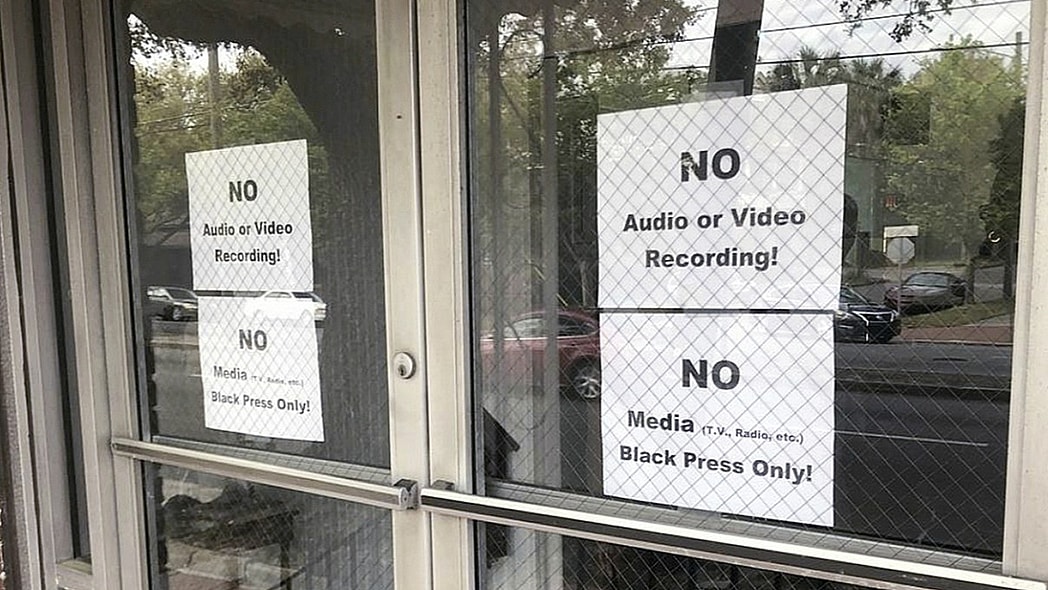 NO
Audio or Video
Recording!
NO
Media (T.V., Radio, etc.)
Black Press Only!
NO
Audio or Video
Recording!
NO
Media (T.V., Radio, etc.)
Black Press Only!